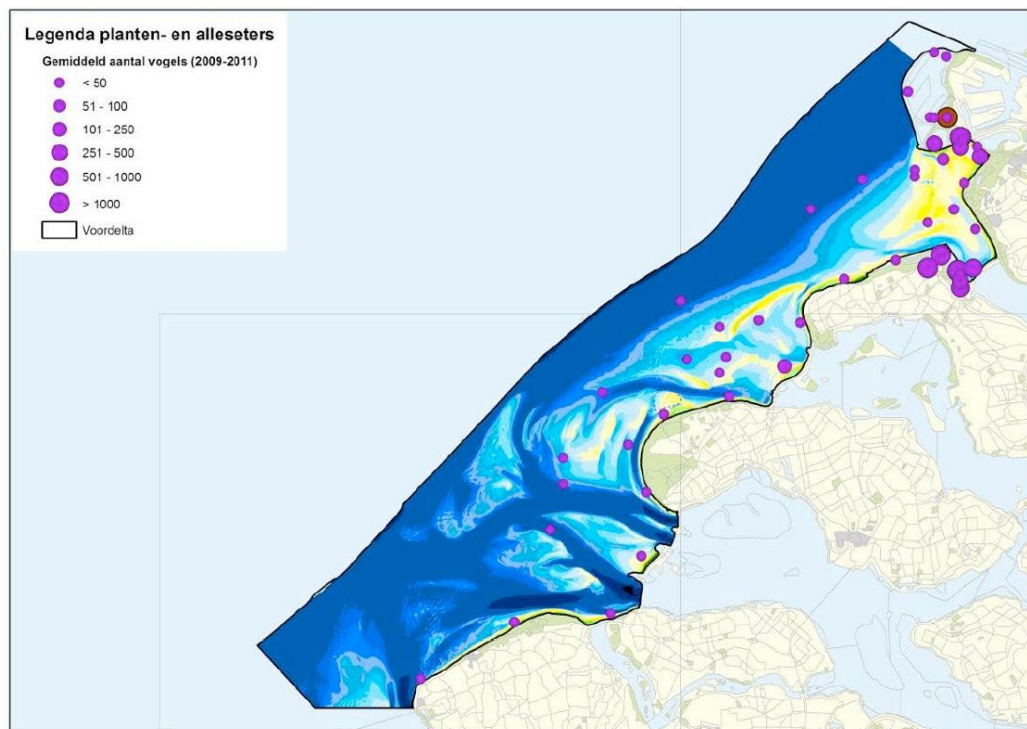 Legenda planten- en alleseters
Gemiddeld aantal vogels (2009-2011)
< 50
51 - 100
101 - 250
251 - 500
501 - 1000
> 1000
Voordelta